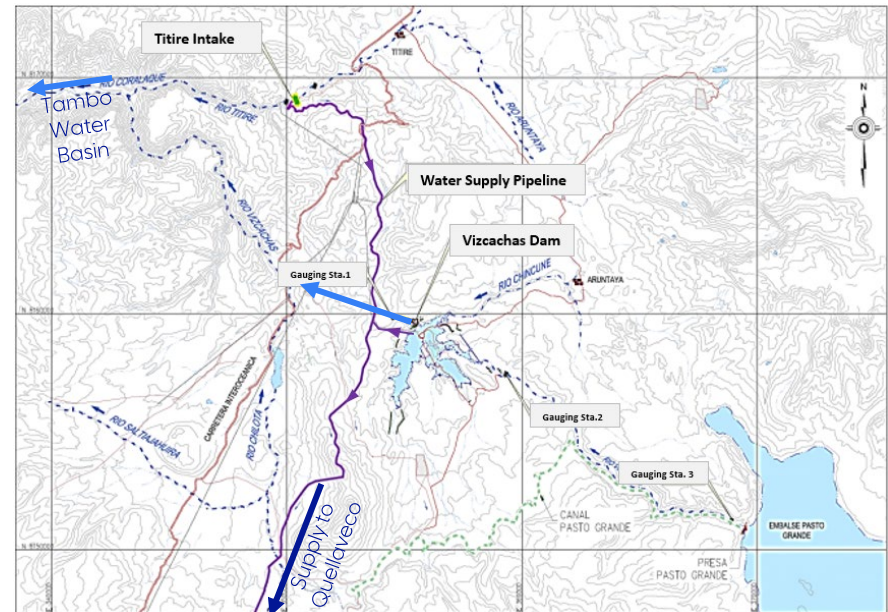 Titire Intake
TITIRE
RIO CORALAQUE
RIO TITIRE
RIO ARUNTAYA
Tambo
Water
Basin
N
Water Supply Pipeline
RIO VIZCACHAS
Vizcachas Dam
Gauging Sta.1
RIO CHINCUNE
ARUNTAYA
CARRETERA INTEROCEANICA
RIO SALTIAJAHUIRA
RIO CHILOTA
Gauging Sta.2
Gauging Sta. 3
CANAL
PASTO GRANDE
EMBALSE PASTO
GRANDE
PRESA
PASTO GRANDE
Supply to
Quellaveco